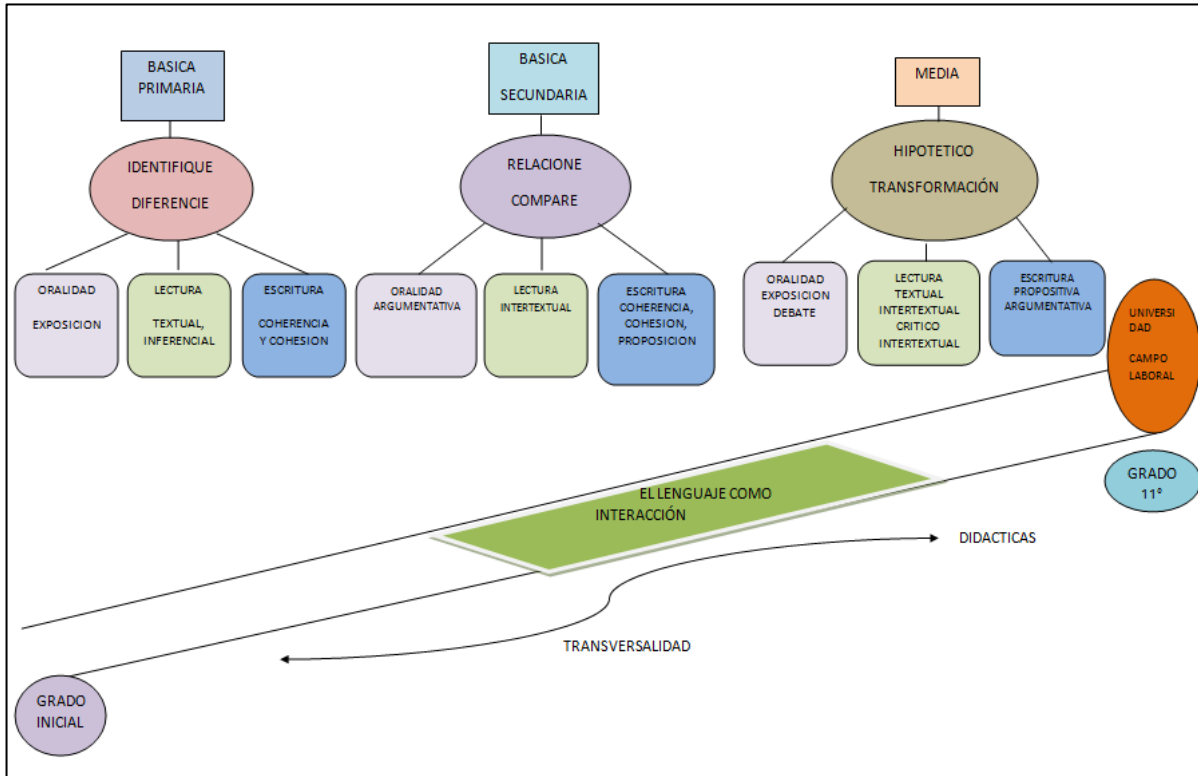 BASICA
PRIMARIA
BASICA
SECUNDARIA
MEDIA
IDENTIFIQUE
DIFERENCIE
RELACIONE
COMPARE
HIPOTETICO
TRANSFORMACIÓN
ORALIDAD
EXPOSICION
LECTURA
TEXTUAL,
INFERENCIAL
ESCRITURA
COHERENCIA
Y COHESION
ORALIDAD
ARGUMENTATIVA
LECTURA
INTERTEXTUAL
ESCRITURA
COHERENCIA,
COHESION,
PROPOSICION
ORALIDAD
EXPOSICION
DEBATE
LECTURA
TEXTUAL
INTERTEXTUAL
CRITICO
INTERTEXTUAL
ESCRITURA
PROPOSITIVA
ARGUMENTATIVA
UNIVERSI
DAD
CAMPO
LABORAL
EL LENGUAJE COMO
INTERACCIÓN
GRADO
11°
DIDACTICAS
TRANSVERSALIDAD
GRADO
INICIAL